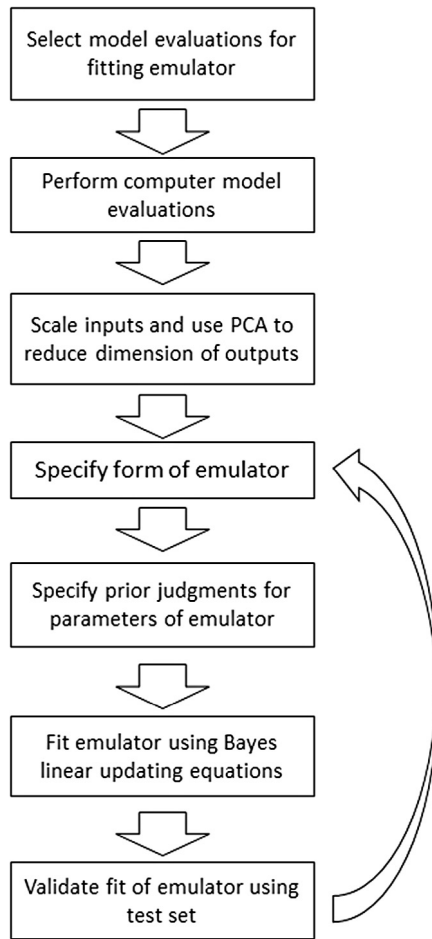 Select model evaluations for
fitting emulator
Perform computer model
evaluations
Scale inputs and use PCA to
reduce dimension of outputs
Specify form of emulator
Specify prior judgments for
parameters of emulator
Fit emulator using Bayes
linear updating equations
Validate fit of emulator using
test set